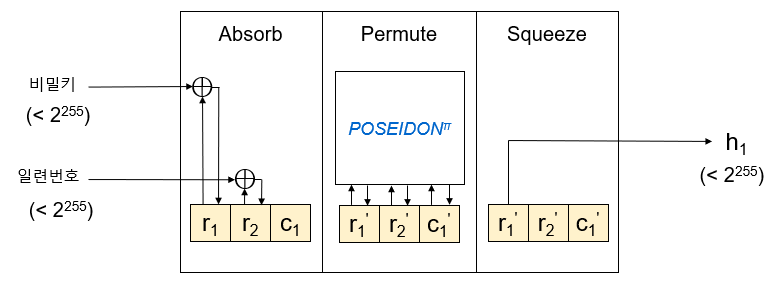 Absorb
Permute
Squeeze
비밀키
(< 2²⁵⁵)
일련번호
(< 2²⁵⁵)
POSEIDON^π
h₁
(< 2²⁵⁵)
r₁ r₂ c₁
r₁' r₂' c₁'
r₁' r₂' c₁'